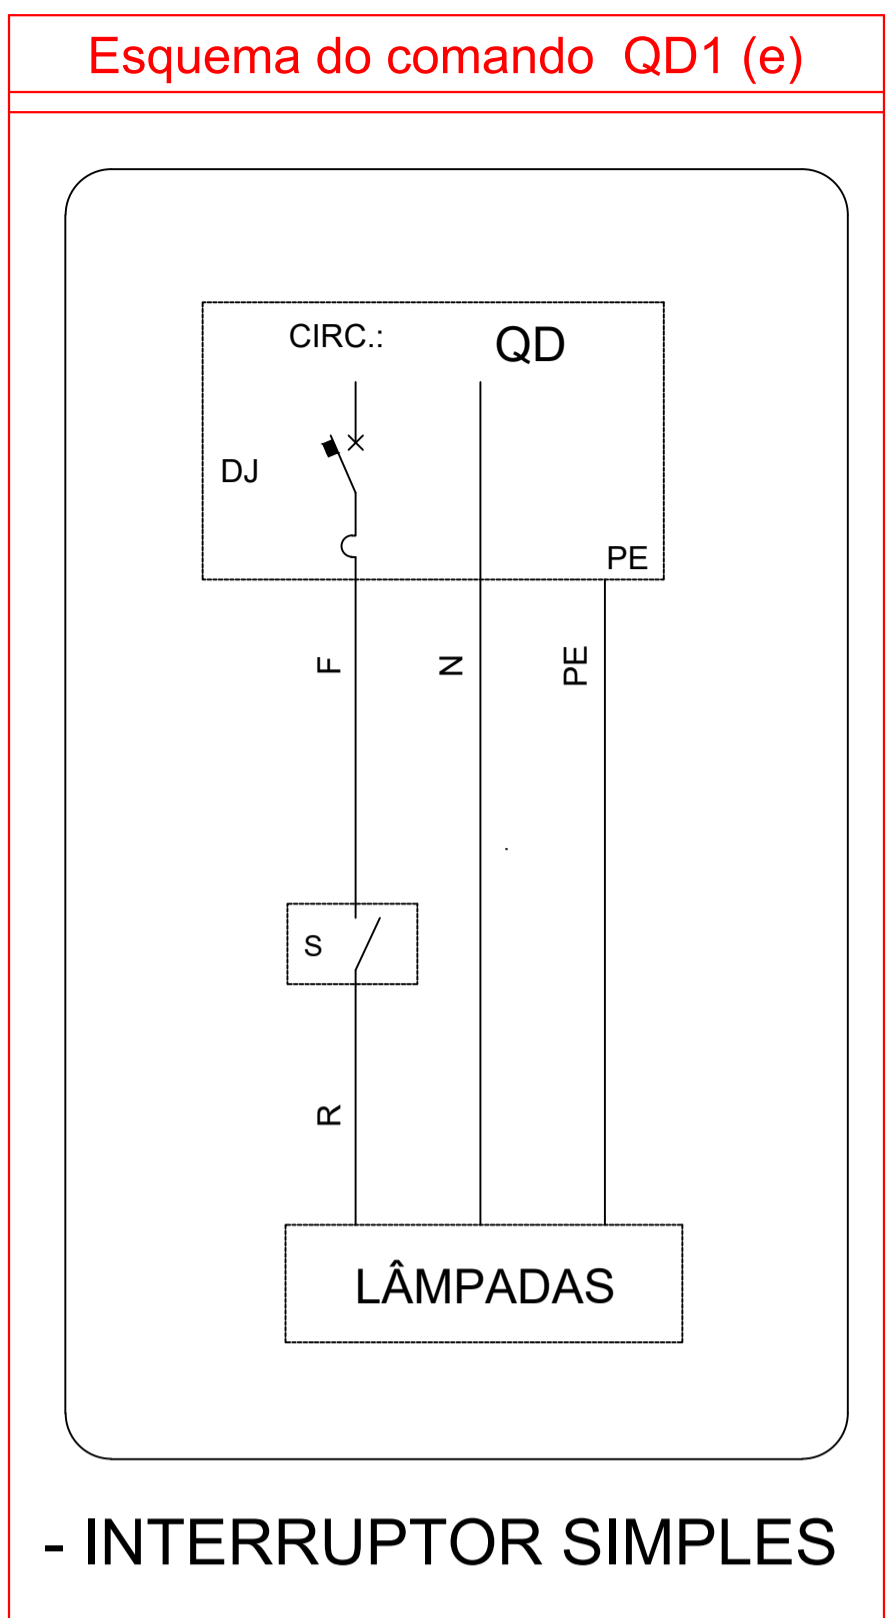 Esquema do comando QD1 (e)
CIRC.:
QD
DJ
PE
F
N
PE
S
R
LÂMPADAS
- INTERRUPTOR SIMPLES